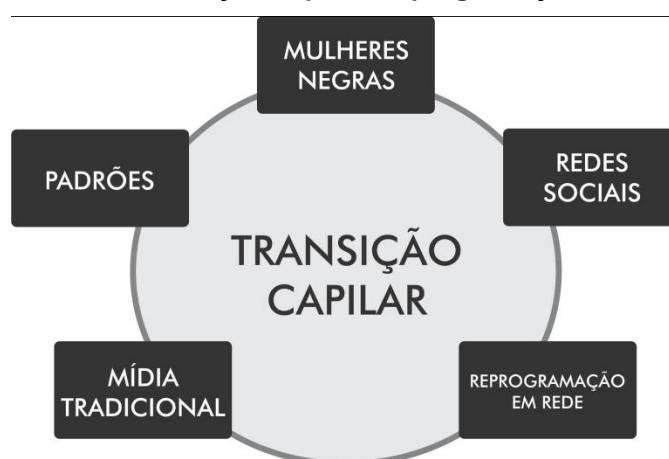 MULHERES
NEGRAS
PADRÕES
REDES
SOCIAIS
TRANSIÇÃO
CAPILAR
MÍDIA
TRADICIONAL
REPROGRAMAÇÃO
EM REDE